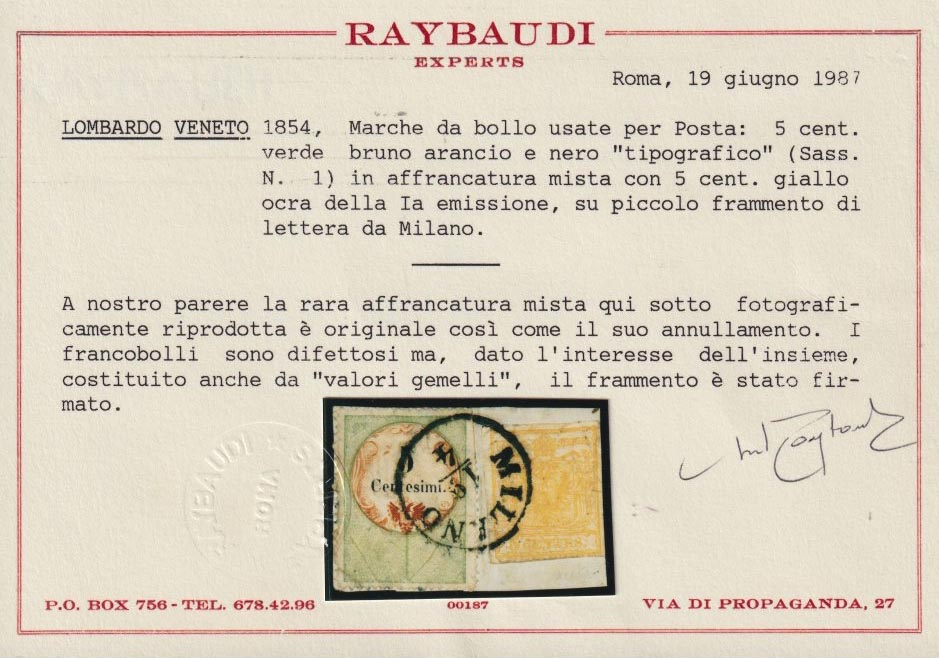 RAYBAUDI
EXPERTS
Roma, 19 giugno 1987
LOMBARDO VENETO 1854, Marche da bollo usate per Posta: 5 cent.
verde bruno arancio e nero "tipografico" (Sass.
N. 1) in affrancatura mista con 5 cent. giallo
ocra della Ia emissione, su piccolo frammento di
lettera da Milano.
A nostro parere la rara affrancatura mista qui sotto fotografi-
camente riprodotta è originale così come il suo annullamento. I
francobolli sono difettosi ma, dato l'interesse dell'insieme,
costituito anche da "valori gemelli", il frammento è stato fir-
mato.
RAYBAUDI
ROMA
Centesimi.
MILANO
P.O. BOX 756 - TEL. 678.42.96
00187
VIA DI PROPAGANDA, 27